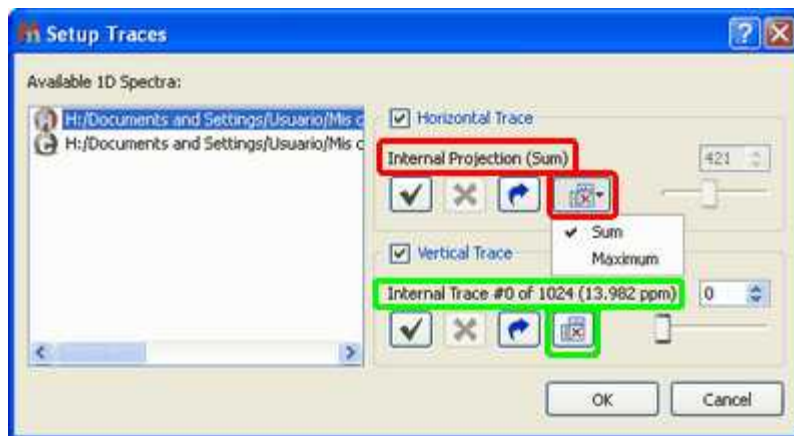 Setup Traces
Available 1D Spectra:
H:/Documents and Settings/Usuario/Mis c
H:/Documents and Settings/Usuario/Mis c
Horizontal Trace
Internal Projection (Sum)
421
Sum
Maximum
Vertical Trace
Internal Trace #0 of 1024 (13.982 ppm)
0
OK
Cancel